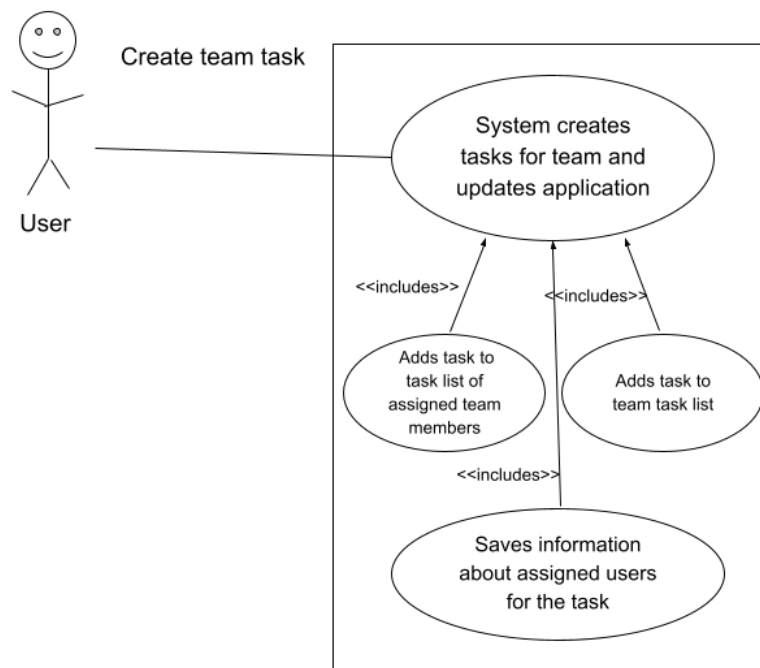 Create team task
User
System creates
tasks for team and
updates application
<<includes>>
<<includes>>
Adds task to
task list of
assigned team
members
Adds task to
team task list
<<includes>>
Saves information
about assigned users
for the task